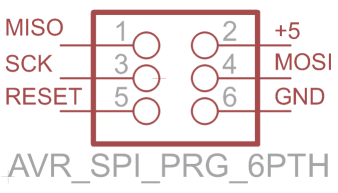 MISO 1 2 +5
SCK 3 4 MOSI
RESET 5 6 GND
AVR_SPI_PRG_6PTH